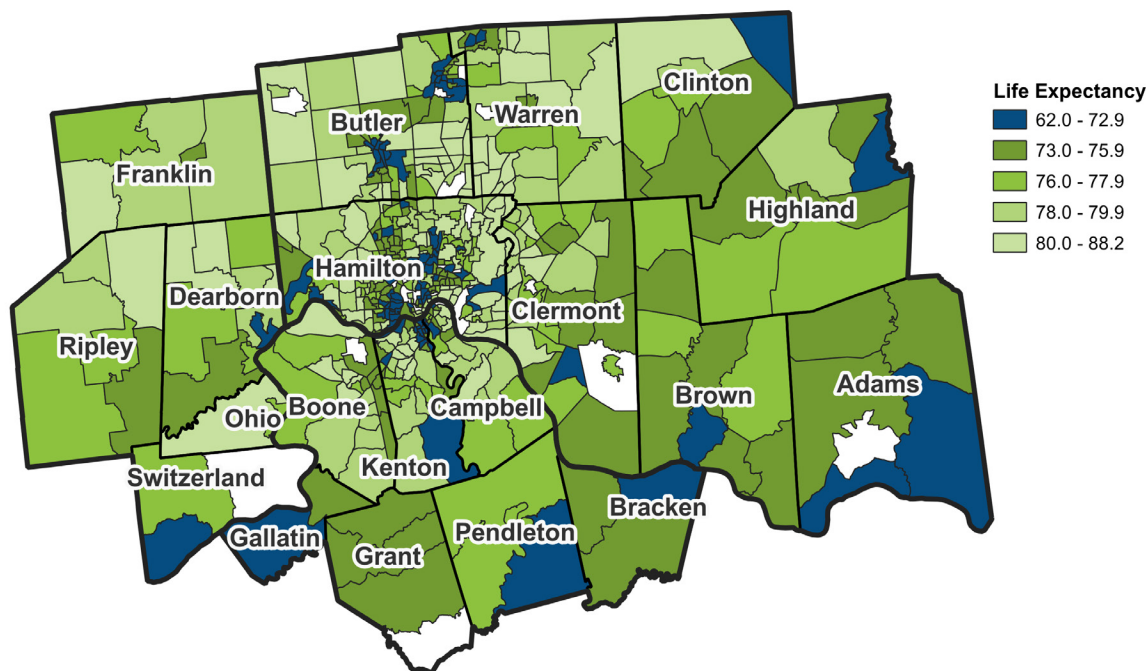 Clinton
Life Expectancy
62.0 - 72.9
73.0 - 75.9
76.0 - 77.9
78.0 - 79.9
80.0 - 88.2
Butler
Warren
Franklin
Highland
Hamilton
Dearborn
Clermont
Ripley
Adams
Brown
Ohio
Boone
Campbell
Switzerland
Kenton
Bracken
Gallatin
Pendleton
Grant